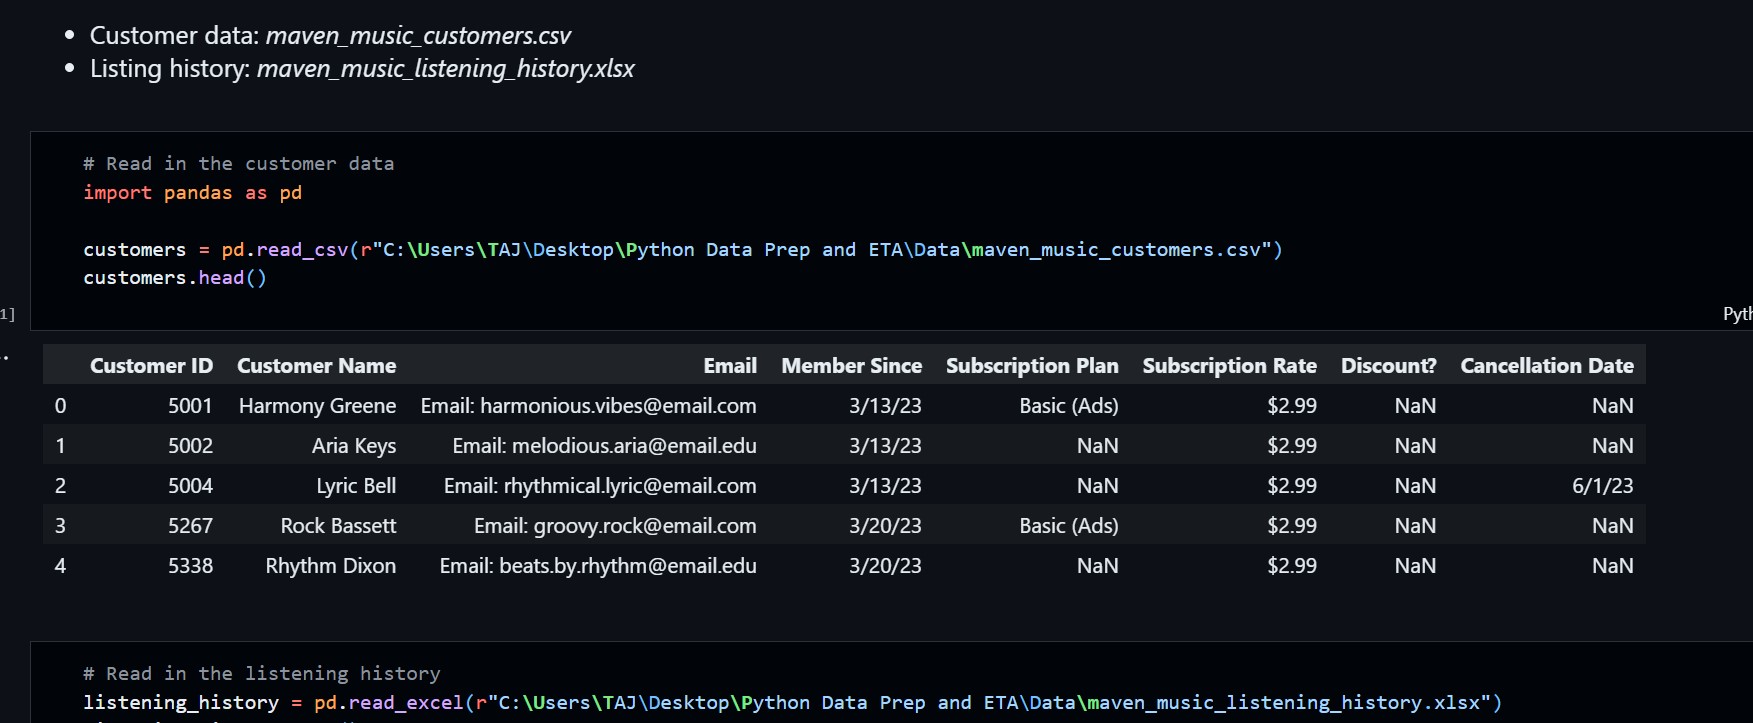 • Customer data: maven_music_customers.csv
• Listing history: maven_music_listening_history.xlsx
# Read in the customer data
import pandas as pd
customers = pd.read_csv(r"C:\Users\TAJ\Desktop\Python Data Prep and ETA\Data\maven_music_customers.csv")
customers.head()
1]
Customer ID Customer Name Email Member Since Subscription Plan Subscription Rate Discount? Cancellation Date
0 5001 Harmony Greene Email: harmonious.vibes@email.com 3/13/23 Basic (Ads) $2.99 NaN NaN
1 5002 Aria Keys Email: melodious.aria@email.edu 3/13/23 NaN $2.99 NaN NaN
2 5004 Lyric Bell Email: rhythmical.lyric@email.com 3/13/23 NaN $2.99 NaN 6/1/23
3 5267 Rock Bassett Email: groovy.rock@email.com 3/20/23 Basic (Ads) $2.99 NaN NaN
4 5338 Rhythm Dixon Email: beats.by.rhythm@email.edu 3/20/23 NaN $2.99 NaN NaN
# Read in the listening history
listening_history = pd.read_excel(r"C:\Users\TAJ\Desktop\Python Data Prep and ETA\Data\maven_music_listening_history.xlsx")